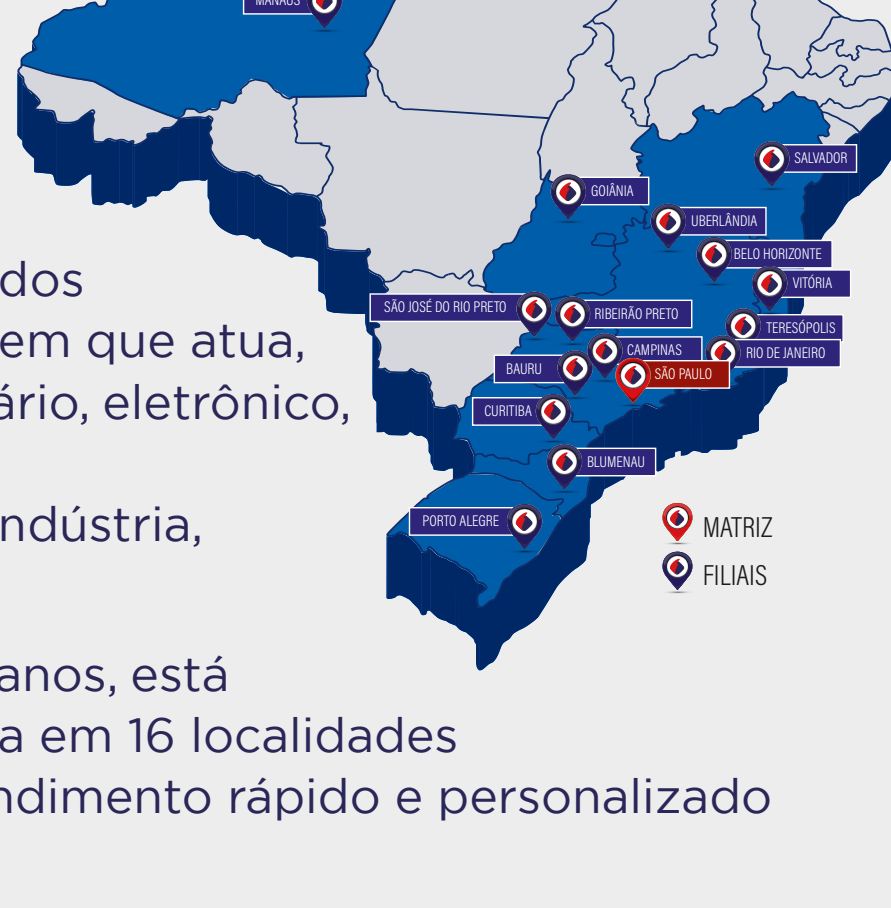 MANAUS
SALVADOR
GOIÂNIA
UBERLÂNDIA
BELO HORIZONTE
VITÓRIA
SÃO JOSÉ DO RIO PRETO
RIBEIRÃO PRETO
TERESÓPOLIS
CAMPINAS
RIO DE JANEIRO
BAURU
SÃO PAULO
CURITIBA
BLUMENAU
PORTO ALEGRE
MATRIZ
FILIAIS
dos
em que atua,
ário, eletrônico,
ndústria,
anos, está
a em 16 localidades
ndimento rápido e personalizado